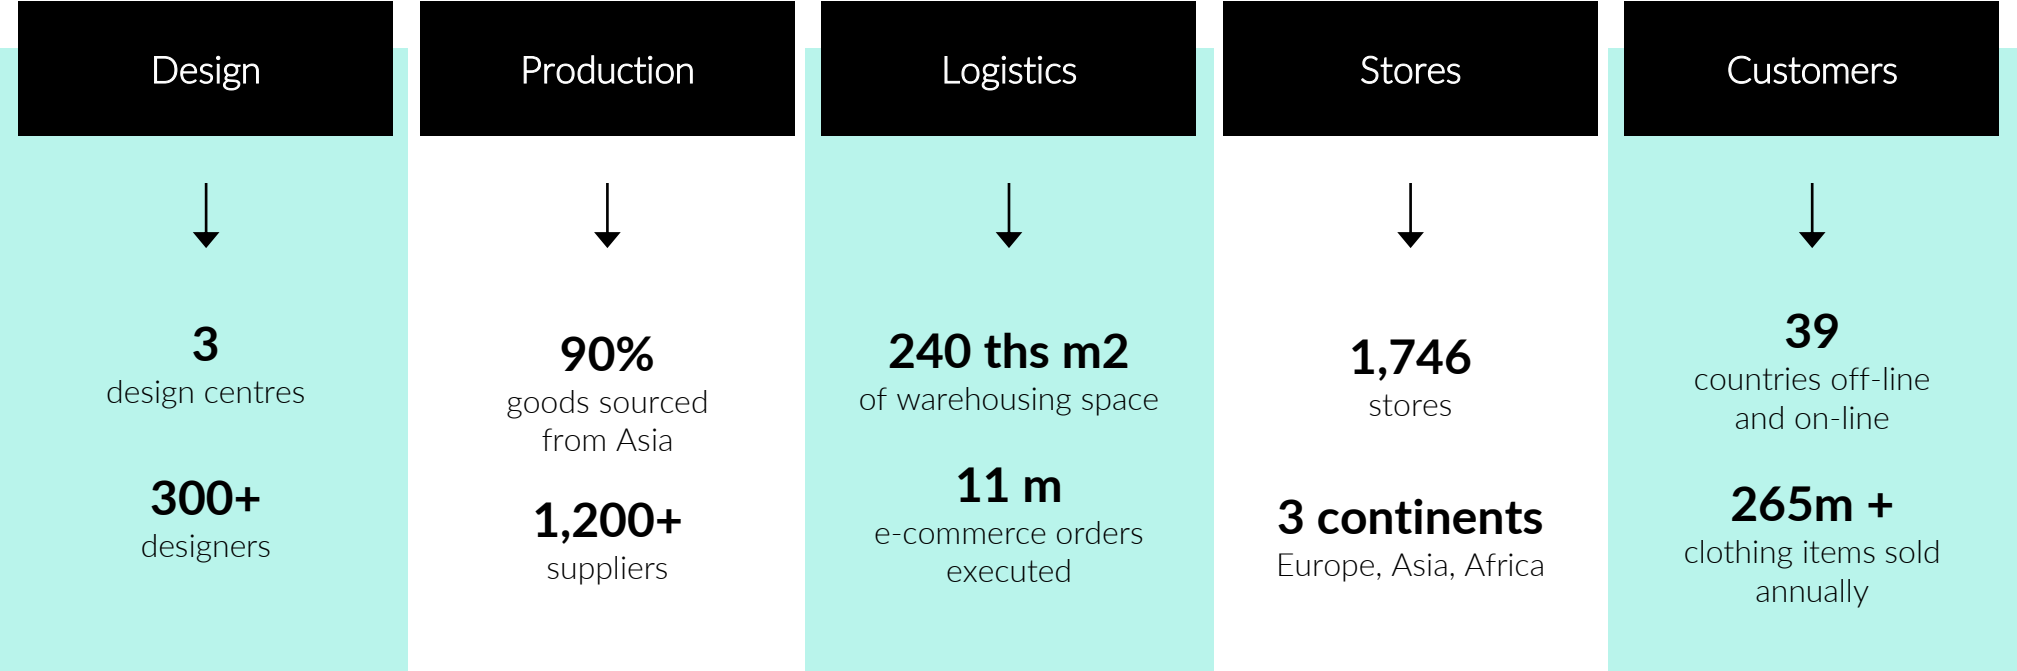 Design
3
design centres
300+
designers
Production
90%
goods sourced
from Asia
1,200+
suppliers
Logistics
240 ths m2
of warehousing space
11 m
e-commerce orders
executed
Stores
1,746
stores
3 continents
Europe, Asia, Africa
Customers
39
countries off-line
and on-line
265m +
clothing items sold
annually